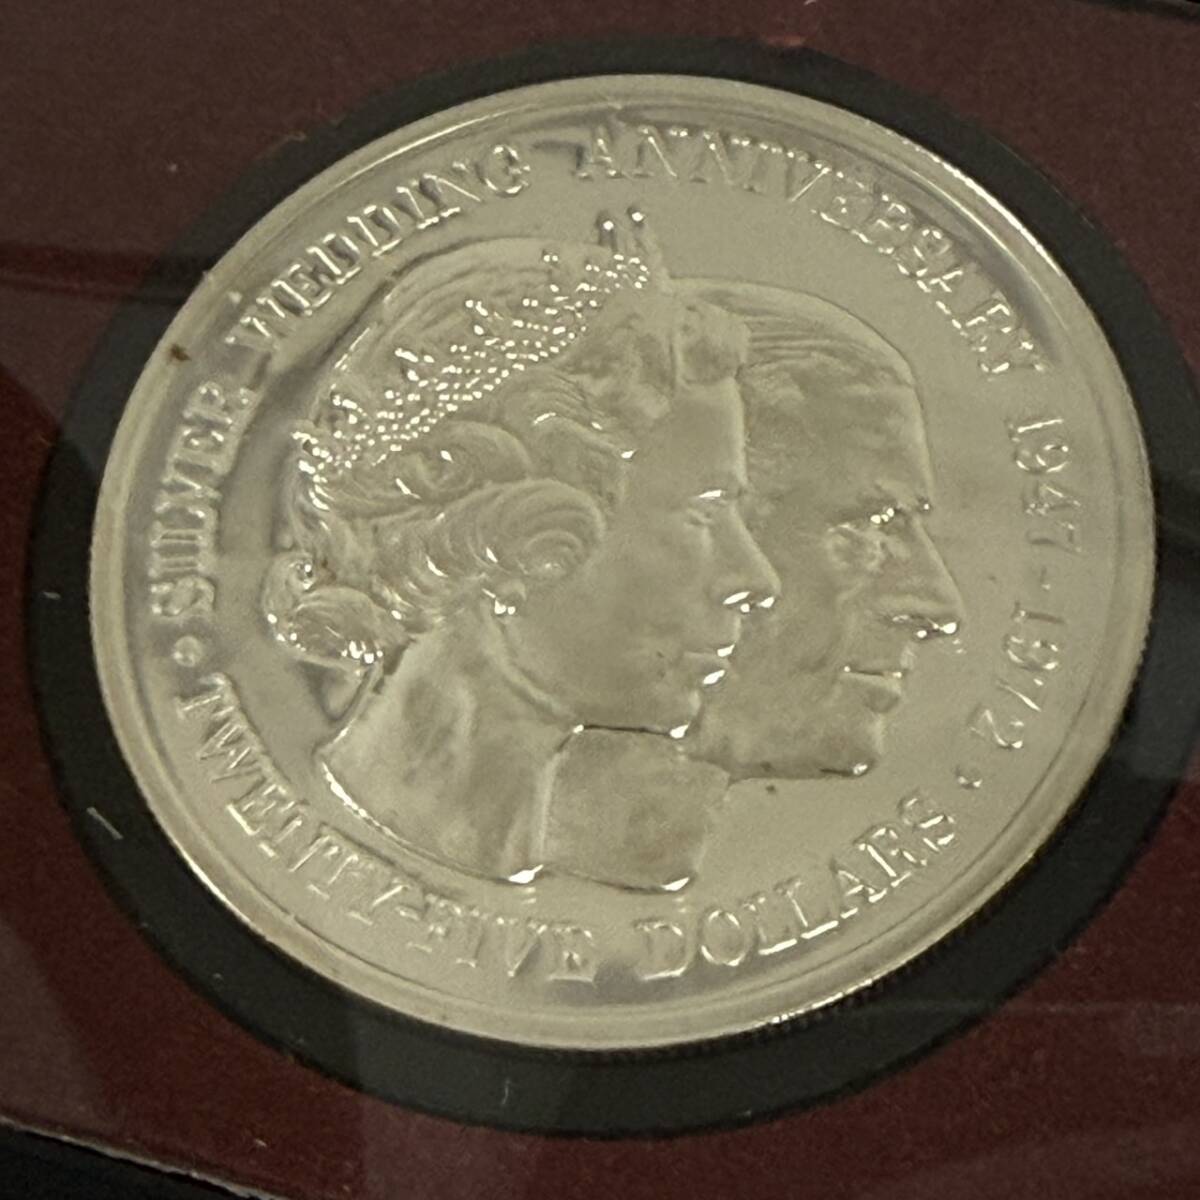 SILVER WEDDING ANNIVERSARY 1947-1972
TWENTY-FIVE DOLLARS